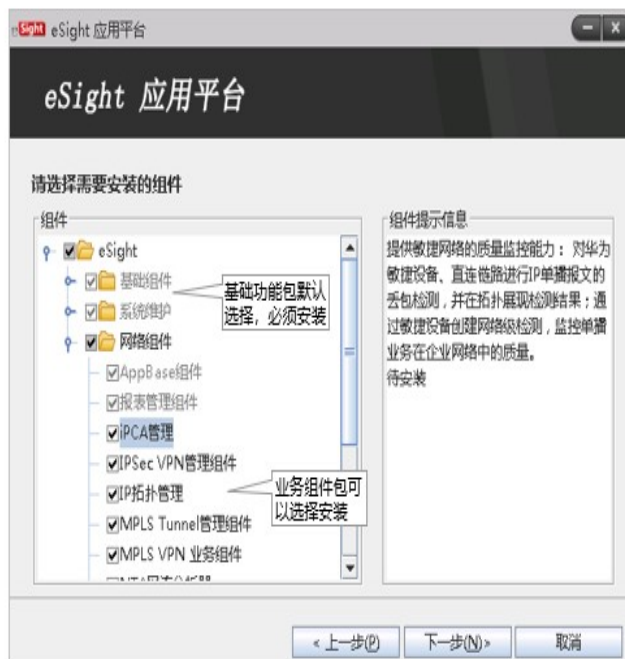 eSight eSight 应用平台
eSight 应用平台
请选择需要安装的组件
组件
eSight
基础组件
系统维护
网络组件
AppBase组件
报表管理组件
iPCA管理
IPSec VPN管理组件
IP拓扑管理
MPLS Tunnel管理组件
MPLS VPN 业务组件
基础功能包默认
选择，必须安装
业务组件包可
以选择安装
组件提示信息
提供敏捷网络的质量监控能力：对华为
敏捷设备、直连链路进行IP单播报文的
丢包检测，并在拓扑展现检测结果；通
过敏捷设备创建网络级检测，监控单播
业务在企业网络中的质量。
待安装
« 上一步(P)
下一步(N) »
取消